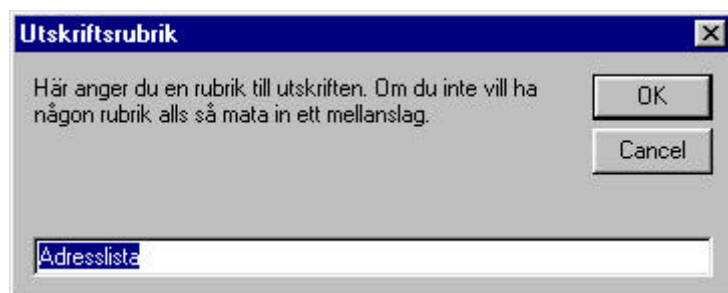 Utskriftsrubrik
Här anger du en rubrik till utskriften. Om du inte vill ha
någon rubrik alls så mata in ett mellanslag.
OK
Cancel
Adresslista